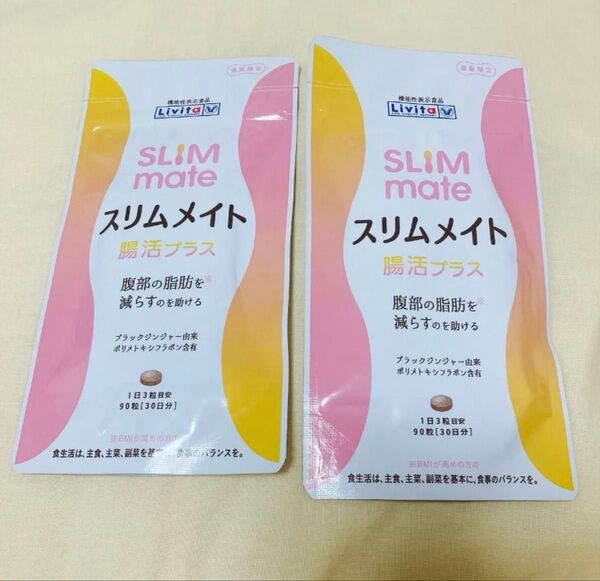 通販限定
機能性表示食品
Livita
SLiM
mate
スリムメイト
腸活プラス
腹部の脂肪を※
減らすのを助ける
ブラックジンジャー由来
ポリメトキシフラボン含有
1日3粒目安
90粒[30日分]
※BMIが高めの方の
食生活は、主食、主菜、副菜を基本に、食事のバランスを。
通販限定
機能性表示食品
Livita
SLiM
mate
スリムメイト
腸活プラス
腹部の脂肪を※
減らすのを助ける
ブラックジンジャー由来
ポリメトキシフラボン含有
1日3粒目安
90粒[30日分]
※BMIが高めの方の
食生活は、主食、主菜、副菜を基本に、食事のバランスを。